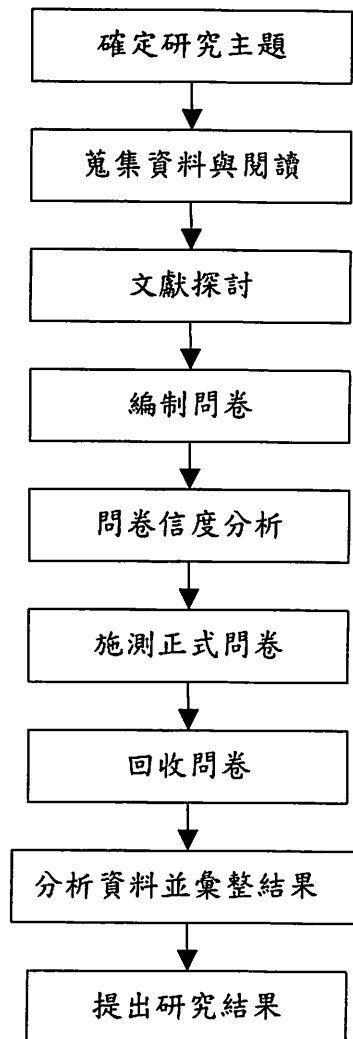 確定研究主題
蒐集資料與閱讀
文獻探討
編制問卷
問卷信度分析
施測正式問卷
回收問卷
分析資料並彙整結果
提出研究結果